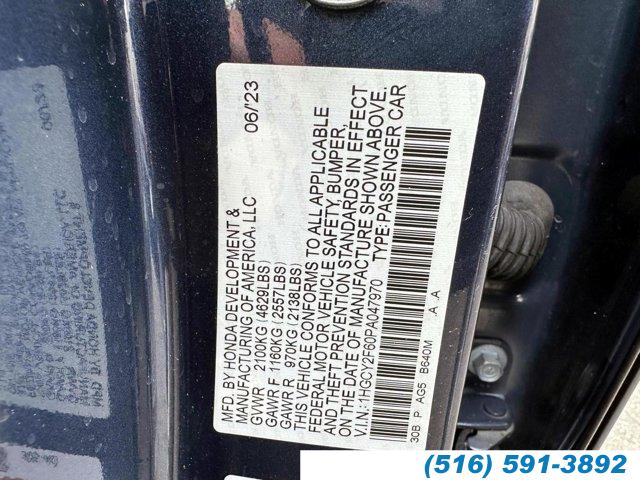 MFD. BY HONDA DEVELOPMENT & 06/23
MANUFACTURING OF AMERICA, LLC
GVWR 2100KG (4629LBS)
GAWR F 1160KG (2557LBS)
GAWR R 970KG (2138LBS)
THIS VEHICLE CONFORMS TO ALL APPLICABLE
FEDERAL MOTOR VEHICLE SAFETY, BUMPER,
AND THEFT PREVENTION STANDARDS IN EFFECT
ON THE DATE OF MANUFACTURE SHOWN ABOVE.
V.I.N.: 1HGCY2F60PA047970 TYPE: PASSENGER CAR
30B P AG5 B640M .A .A
(516) 591-3892